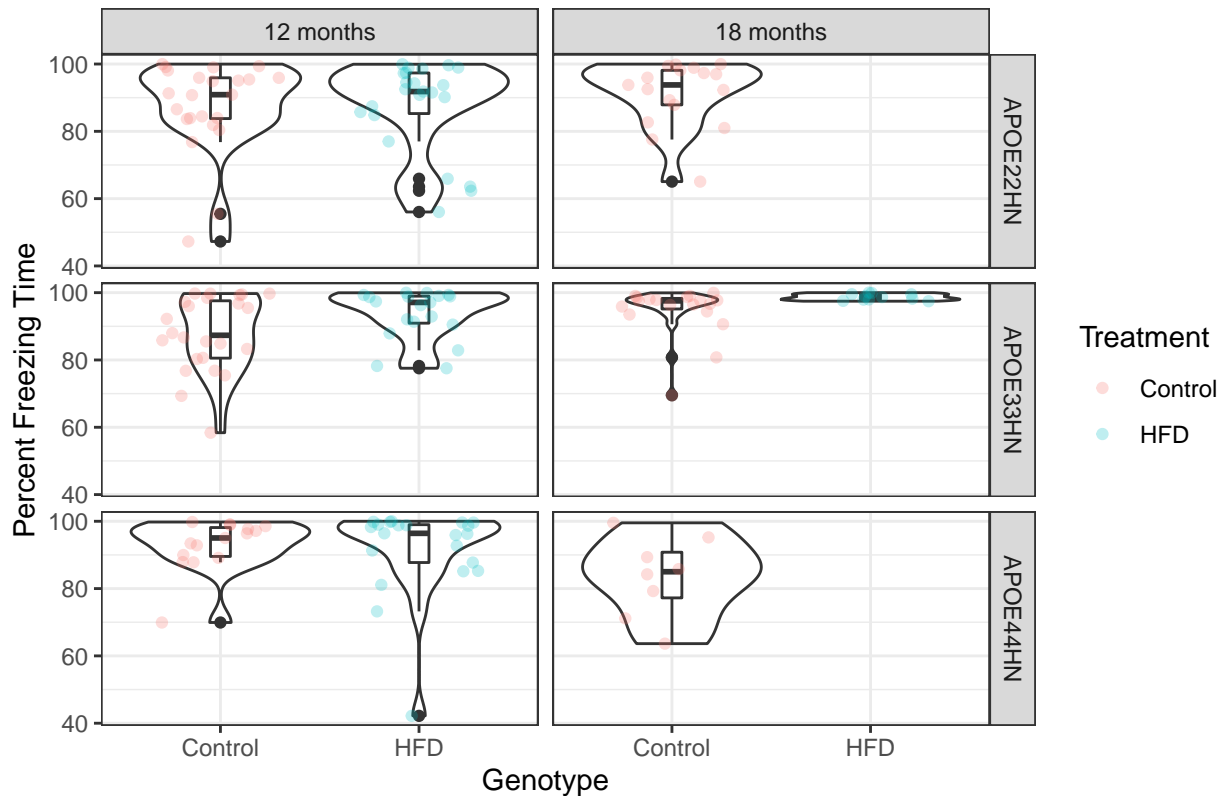 12 months
18 months
100
80
60
40
APOE22HN
100
80
60
40
APOE33HN
100
80
60
40
APOE44HN
Control
HFD
Control
HFD
Genotype
Percent Freezing Time
Treatment
Control
HFD